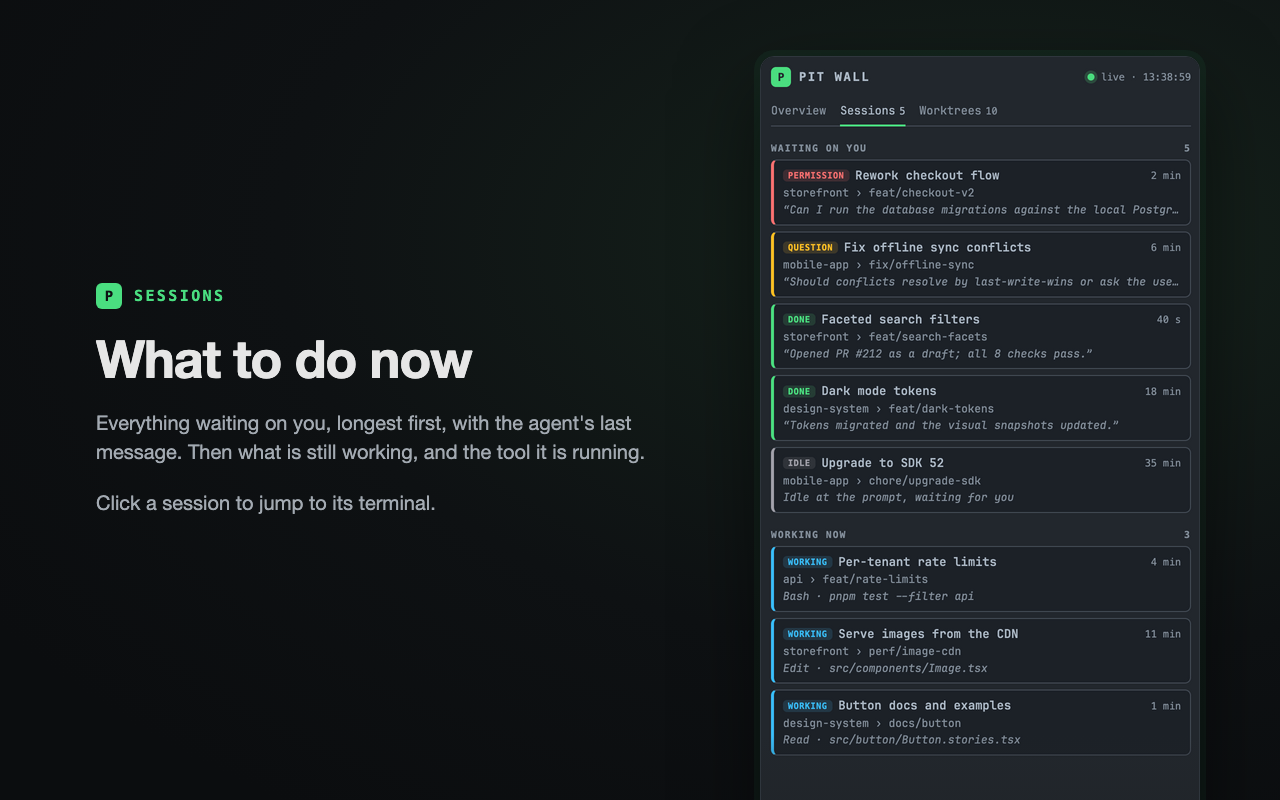 P SESSIONS
What to do now
Everything waiting on you, longest first, with the agent's last
message. Then what is still working, and the tool it is running.
Click a session to jump to its terminal.
P PIT WALL live · 13:38:59
Overview Sessions 5 Worktrees 10
WAITING ON YOU 5
PERMISSION Rework checkout flow 2 min
storefront › feat/checkout-v2
“Can I run the database migrations against the local Postgr…
QUESTION Fix offline sync conflicts 6 min
mobile-app › fix/offline-sync
“Should conflicts resolve by last-write-wins or ask the use…
DONE Faceted search filters 40 s
storefront › feat/search-facets
“Opened PR #212 as a draft; all 8 checks pass.”
DONE Dark mode tokens 18 min
design-system › feat/dark-tokens
“Tokens migrated and the visual snapshots updated.”
IDLE Upgrade to SDK 52 35 min
mobile-app › chore/upgrade-sdk
Idle at the prompt, waiting for you
WORKING NOW 3
WORKING Per-tenant rate limits 4 min
api › feat/rate-limits
Bash · pnpm test --filter api
WORKING Serve images from the CDN 11 min
storefront › perf/image-cdn
Edit · src/components/Image.tsx
WORKING Button docs and examples 1 min
design-system › docs/button
Read · src/button/Button.stories.tsx